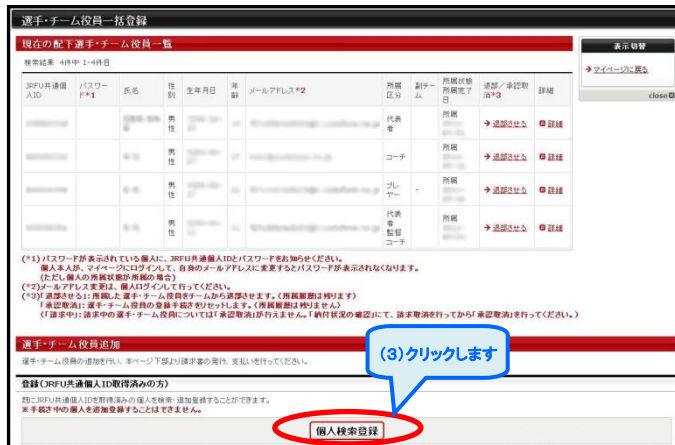 選手・チーム役員一括登録
現在の配下選手・チーム役員一覧
検索結果 4件中 1-4件目
表示切替
マイページに戻る
close
JRFU共通個人ID パスワード*1 氏名 性別 生年月日 年齢 メールアドレス*2 所属区分 副チーム 所属状態 所属完了日 退部/承認取消*3 詳細
男性 代表者 所属 退部させる 詳細
男性 コーチ 所属 退部させる 詳細
男性 プレーヤー - 所属 退部させる 詳細
男性 代表者 監督 コーチ 所属 退部させる 詳細
(*1)パスワードが表示されている個人に、JRFU共通個人IDとパスワードをお知らせください。
個人本人が、マイページにログインして、自身のメールアドレスに変更するとパスワードが表示されなくなります。
(ただし個人の所属状態が所属の場合)
(*2)メールアドレス変更は、個人ログインして行ってください。
(*3)「退部させる」: 所属した選手・チーム役員をチームから退部させます。(所属履歴は残ります)
「承認取消」: 選手・チーム役員の登録手続きをリセットします。(所属履歴は残りません)
(「請求中」: 請求中の選手・チーム役員については「承認取消」が行えません。「納付状況の確認」にて、請求取消を行ってから「承認取消」を行ってください。)
選手・チーム役員追加
選手・チーム役員の追加を行い、本ページ下部より請求書の発行、支払いを行ってください。
(3)クリックします
登録(JRFU共通個人ID取得済みの方)
既にJRFU共通個人IDを取得済みの個人を検索・追加登録することができます。
※手続き中の個人を追加登録することはできません。
個人検索登録